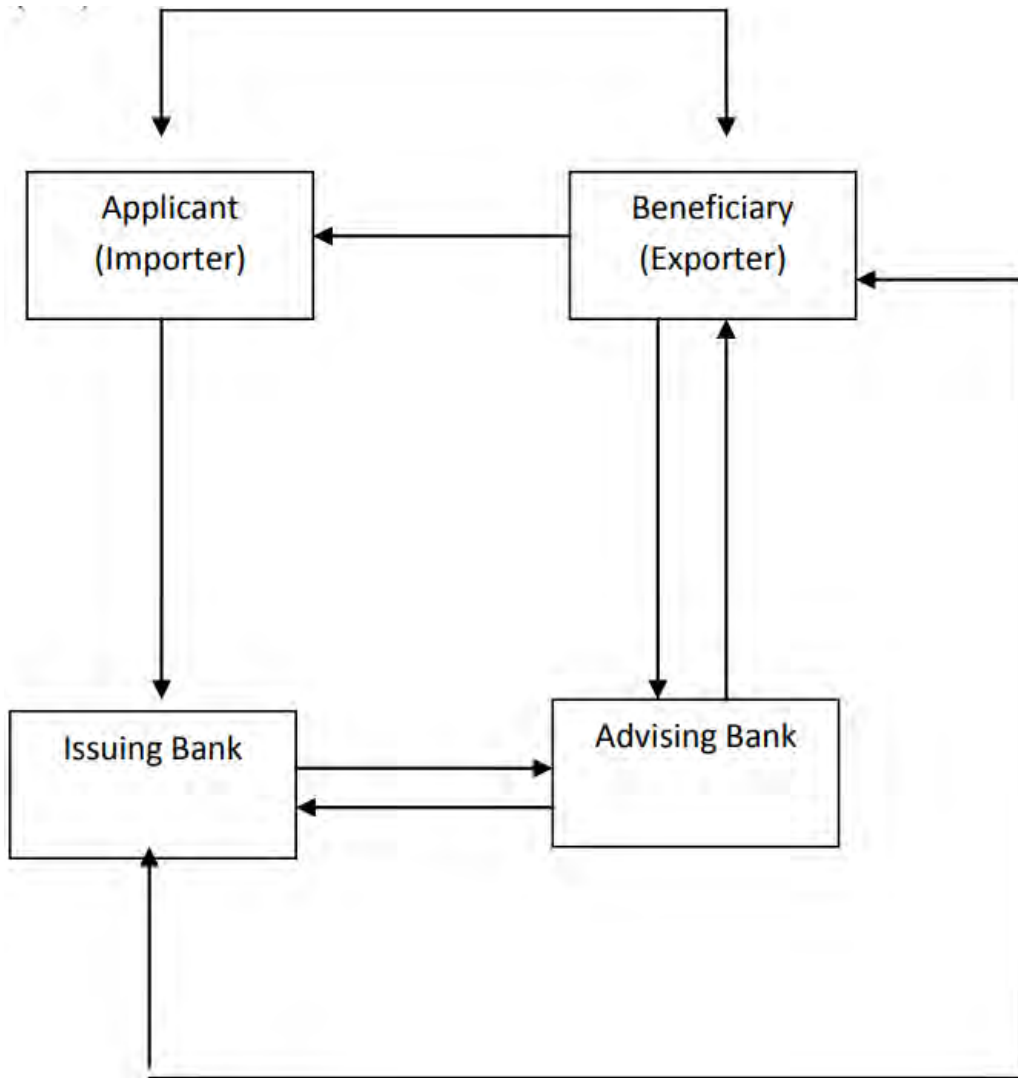 Applicant
(Importer)
Beneficiary
(Exporter)
Issuing Bank
Advising Bank